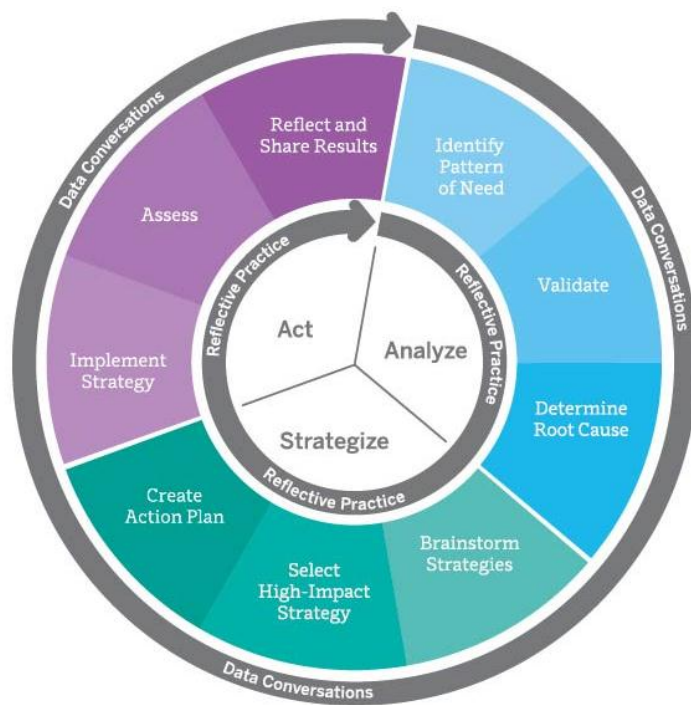 Data Conversations
Data Conversations
Data Conversations
Identify
Pattern
of Need
Validate
Determine
Root Cause
Brainstorm
Strategies
Select
High-Impact
Strategy
Create
Action Plan
Implement
Strategy
Assess
Reflect and
Share Results
Reflective Practice
Reflective Practice
Reflective Practice
Analyze
Strategize
Act